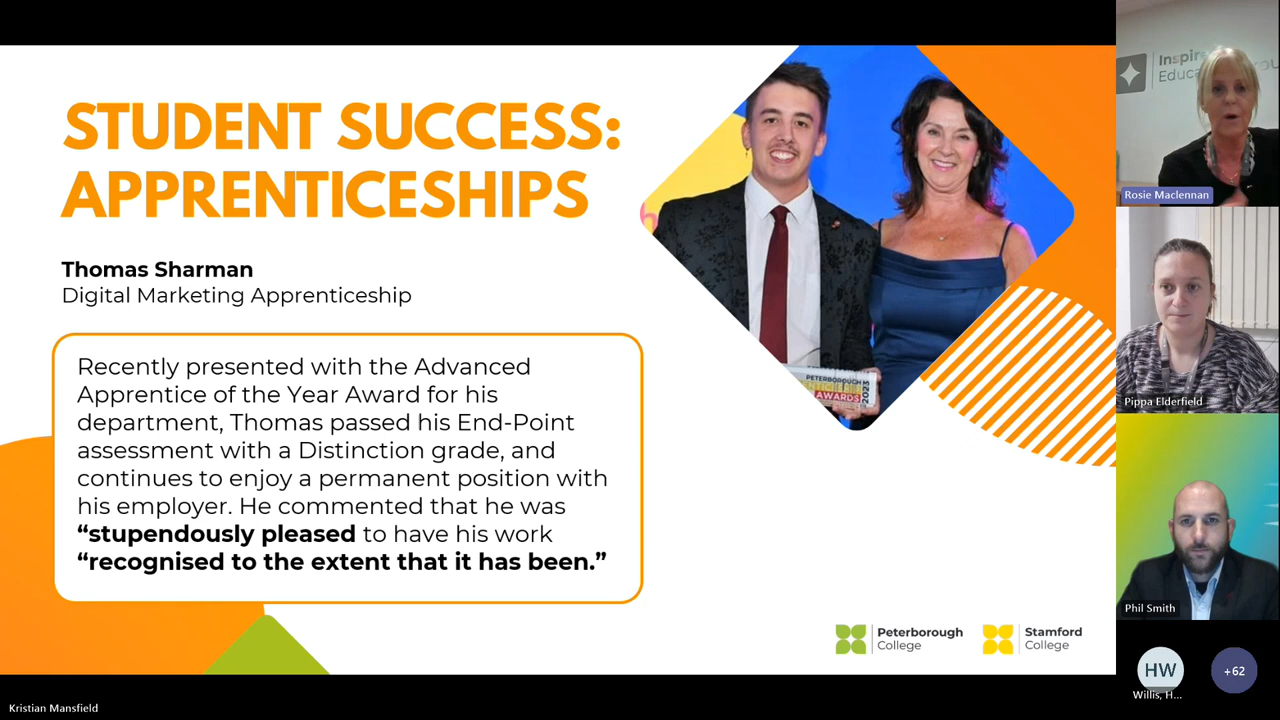 STUDENT SUCCESS:
APPRENTICESHIPS
Thomas Sharman
Digital Marketing Apprenticeship
Recently presented with the Advanced
Apprentice of the Year Award for his
department, Thomas passed his End-Point
assessment with a Distinction grade, and
continues to enjoy a permanent position with
his employer. He commented that he was
“stupendously pleased to have his work
“recognised to the extent that it has been.”
PETERBOROUGH
AWARDS
2023
Peterborough
College
Stamford
College
Kristian Mansfield
Rosie Maclennan
Pippa Elderfield
Phil Smith
HW
Willis, H...
+62